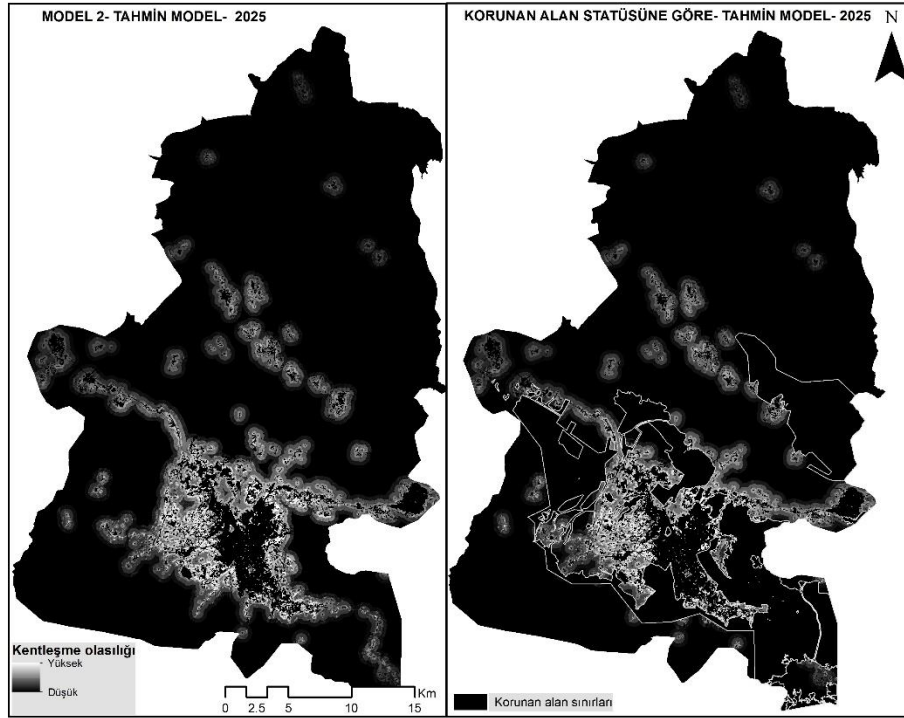 MODEL 2- TAHMİN MODEL- 2025
KORUNAN ALAN STATÜSÜNE GÖRE- TAHMİN MODEL- 2025
N
Kentleşme olasılığı
Yüksek
Düşük
0 2.5 5 10 15
Km
Korunan alan sınırları